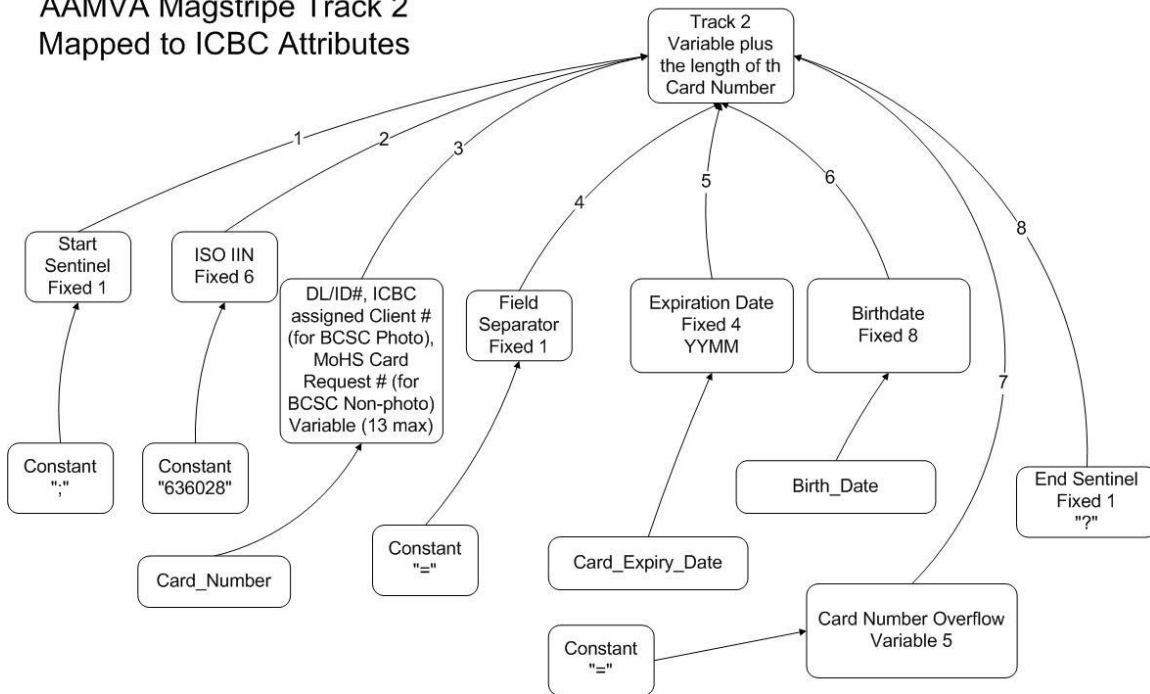 AAMVA Magstripe Track 2
Mapped to ICBC Attributes
Track 2
Variable plus
the length of th
Card Number
1
2
3
4
5
6
7
8
Start
Sentinel
Fixed 1
ISO IIN
Fixed 6
DL/ID#, ICBC
assigned Client #
(for BCSC Photo),
MoHS Card
Request # (for
BCSC Non-photo)
Variable (13 max)
Field
Separator
Fixed 1
Expiration Date
Fixed 4
YYMM
Birthdate
Fixed 8
Constant
";"
Constant
"636028"
Card_Number
Constant
"="
Card_Expiry_Date
Birth_Date
End Sentinel
Fixed 1
"?"
Card Number Overflow
Variable 5
Constant
"="